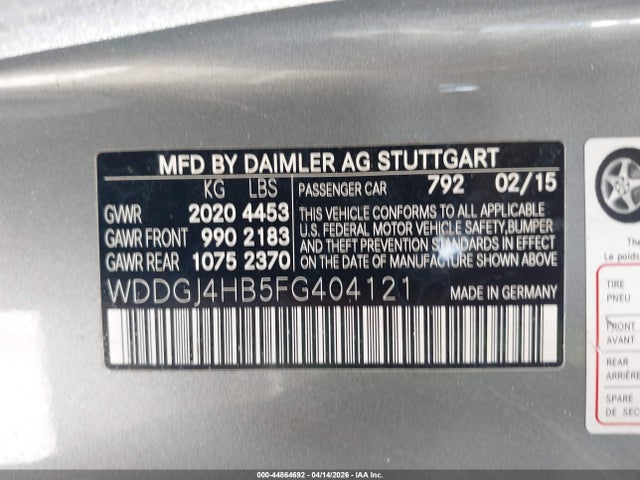 MFD BY DAIMLER AG STUTTGART
KG LBS PASSENGER CAR 792 02/15
GVWR 2020 4453
GAWR FRONT 990 2183
GAWR REAR 1075 2370
THIS VEHICLE CONFORMS TO ALL APPLICABLE
U.S. FEDERAL MOTOR VEHICLE SAFETY, BUMPER
AND THEFT PREVENTION STANDARDS IN EFFECT
ON THE DATE OF MANUFACTURE SHOWN ABOVE
WDDGJ4HB5FG404121 MADE IN GERMANY
The
Le poids
TIRE
PNEU
FRONT
AVANT
REAR
ARRIÈRE
SPARE
DE SEC
000-44864692 - 04/14/2026 - IAA Inc.